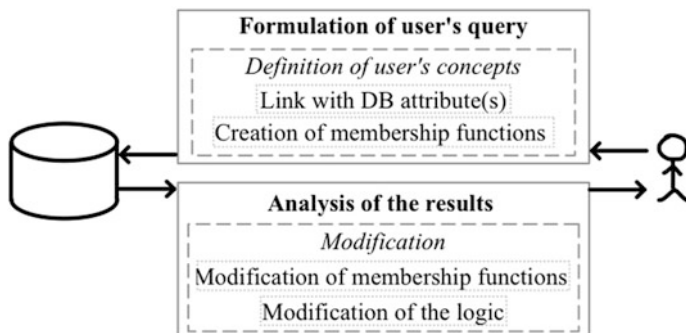 Formulation of user's query
Definition of user's concepts
Link with DB attribute(s)
Creation of membership functions
Analysis of the results
Modification
Modification of membership functions
Modification of the logic